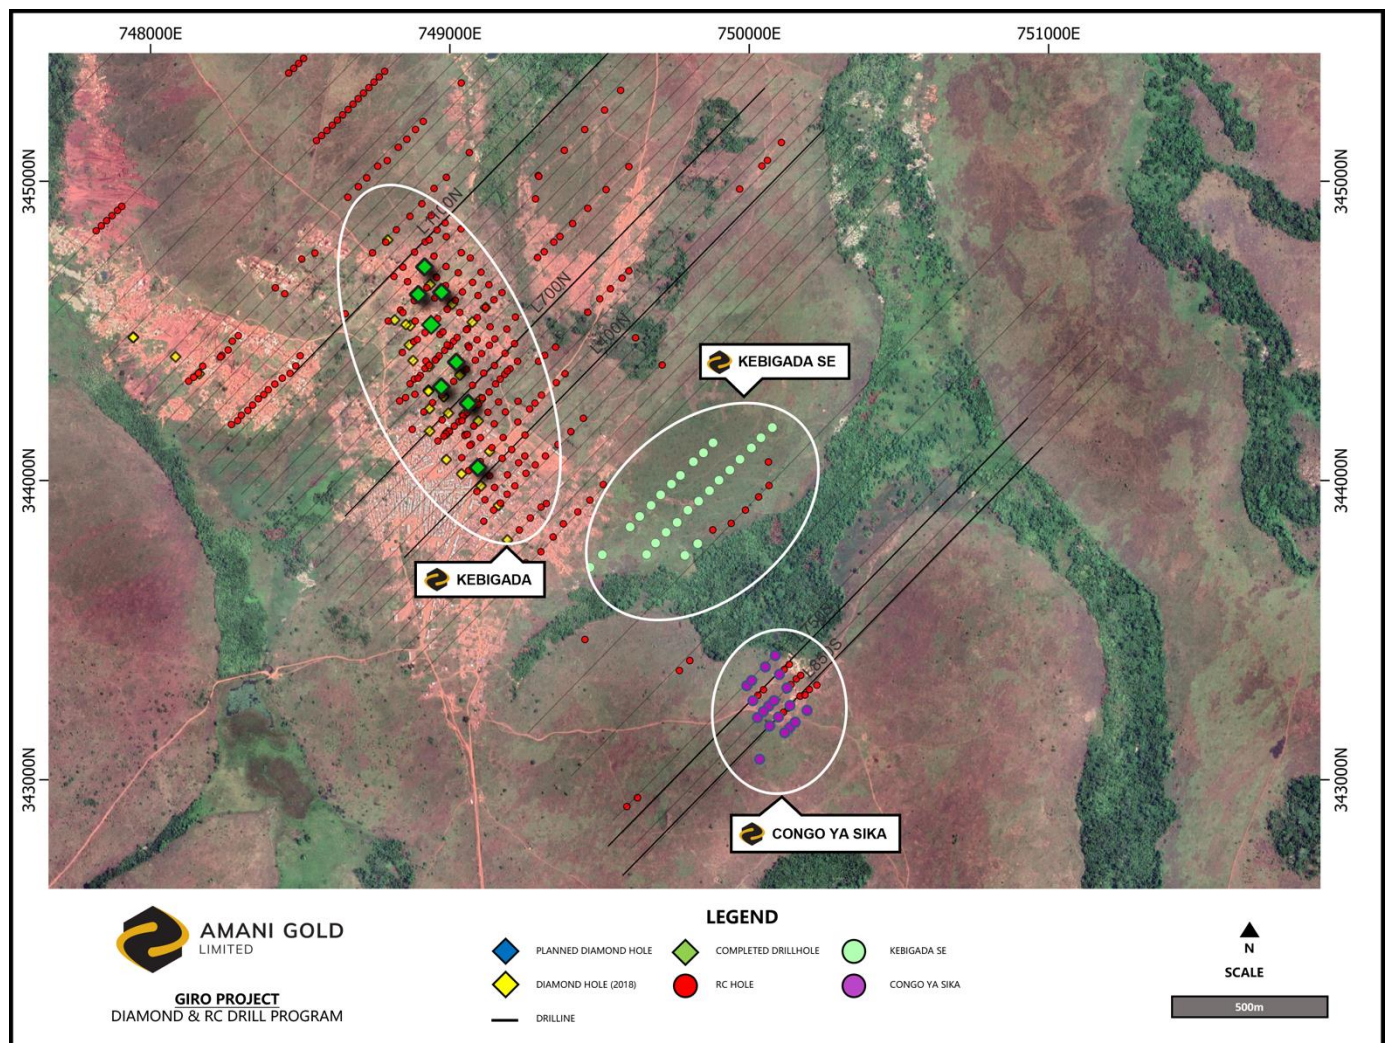 748000E 749000E 750000E 751000E
345000N
345000N
344000N
344000N
343000N
343000N
L1100N
L700N
KEBIGADA SE
KEBIGADA
L855S
CONGO YA SIKA
AMANI GOLD
LIMITED
GIRO PROJECT
DIAMOND & RC DRILL PROGRAM
LEGEND
PLANNED DIAMOND HOLE
COMPLETED DRILLHOLE
KEBIGADA SE
DIAMOND HOLE (2018)
RC HOLE
CONGO YA SIKA
DRILLINE
N
SCALE
500m